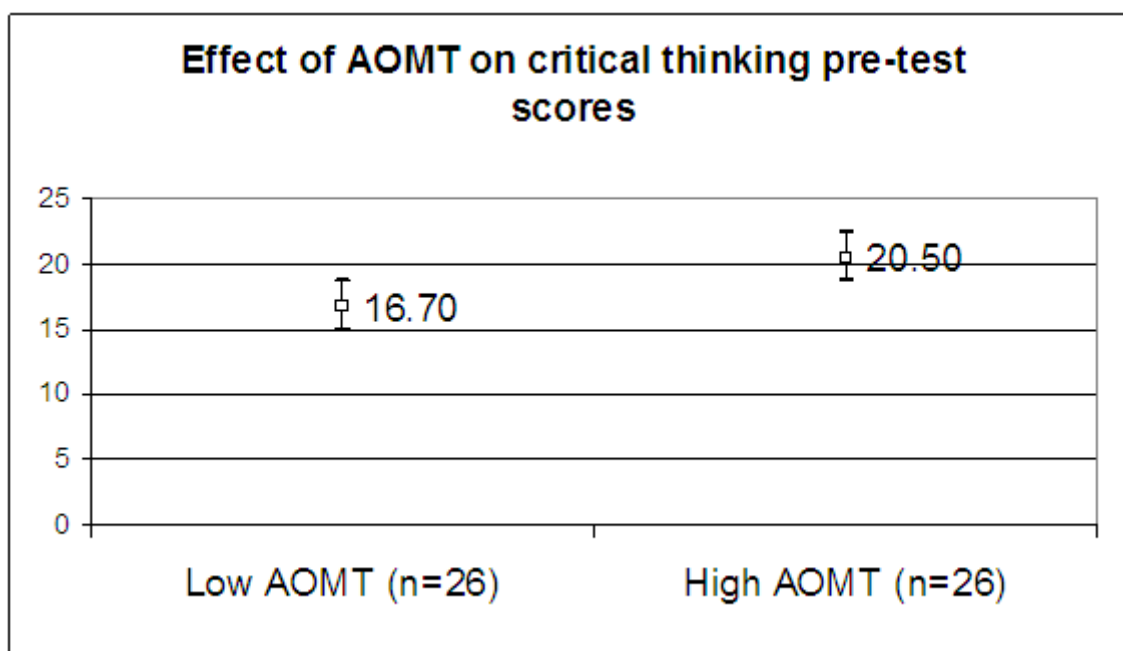 Effect of AOMT on critical thinking pre-test
scores
25
20
15
10
5
0
16.70
20.50
Low AOMT (n=26)
High AOMT (n=26)